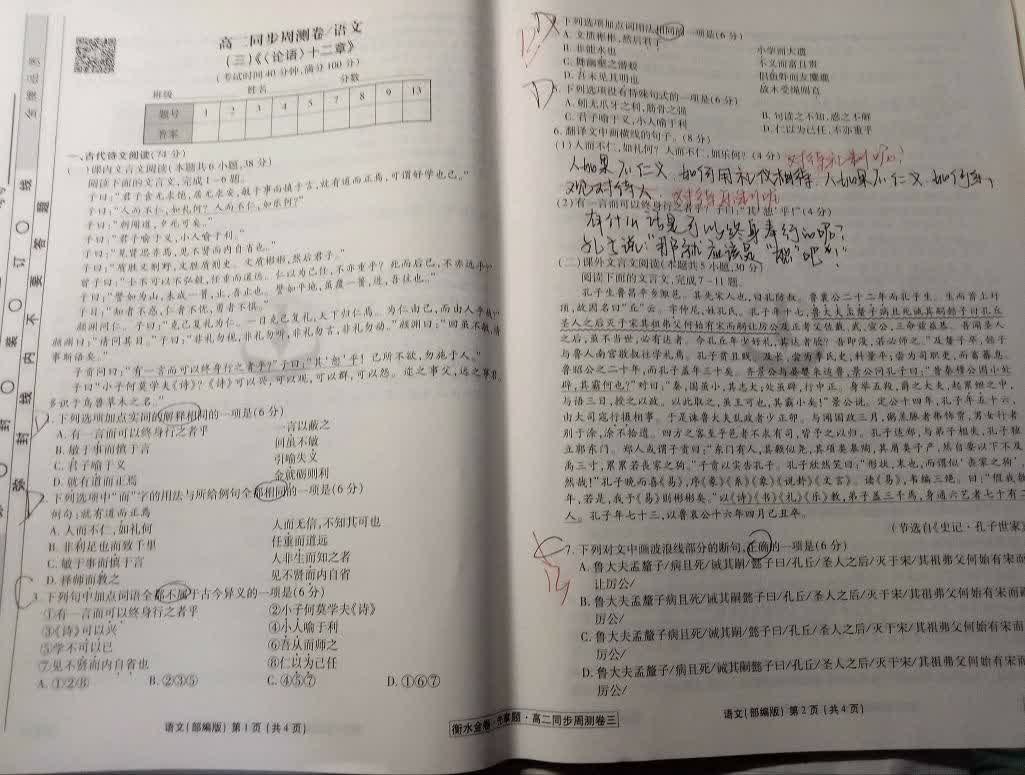 高二同步周测卷/语文
(三)《〈论语〉十二章》
(考试时间40分钟,满分100分)
班级 姓名 分数
题号 1 2 3 4 5 7 8 9 13
答案
一、古代诗文阅读(74分)
(一)课内文言文阅读(本题共6小题,38分)
阅读下面的文言文,完成1~6题。
子曰:“君子食无求饱,居无求安,敏于事而慎于言,就有道而正焉,可谓好学也已。”
子曰:“人而不仁,如礼何?人而不仁,如乐何?”
子曰:“朝闻道,夕死可矣。”
子曰:“君子喻于义,小人喻于利。”
子曰:“见贤思齐焉,见不贤而内自省也。”
子曰:“质胜文则野,文胜质则史。文质彬彬,然后君子。”
曾子曰:“士不可以不弘毅,任重而道远。仁以为己任,不亦重乎?死而后已,不亦远乎?”
子曰:“譬如为山,未成一篑,止,吾止也。譬如平地,虽覆一篑,进,吾往也。”
子曰:“知者不惑,仁者不忧,勇者不惧。”
颜渊问仁。子曰:“克己复礼为仁。一日克己复礼,天下归仁焉。为仁由己,而由人乎哉?”
颜渊曰:“请问其目。”子曰:“非礼勿视,非礼勿听,非礼勿言,非礼勿动。”颜渊曰:“回虽不敏,请
事斯语矣。”
子贡问曰:“有一言而可以终身行之者乎?”子曰:“其‘恕’乎!己所不欲,勿施于人。”
子曰:“小子何莫学夫《诗》?《诗》可以兴,可以观,可以群,可以怨。迩之事父,远之事君,
多识于鸟兽草木之名。”
1.下列选项加点实词的解释相同的一项是(6分)
A.有一言而可以终身行之者乎 一言以蔽之
B.敏于事而慎于言 回虽不敏
C.君子喻于义 引喻失义
D.就有道而正焉 金就砺则利
2.下列选项中“而”字的用法与所给例句全都相同的一项是(6分)
例句:就有道而正焉
A.人而不仁,如礼何 人而无信,不知其可也
B.非利足也而致千里 任重而道远
C.敏于事而慎于言 人非生而知之者
D.择师而教之 见不贤而内自省
3.下列句中加点词语全都不属于古今异义的一项是(6分)
①有一言而可以终身行之者乎 ②小子何莫学夫《诗》
③《诗》可以兴 ④小人喻于利
⑤学不可以已 ⑥吾从而师之
⑦见不贤而内自省也 ⑧仁以为己任
A.①②⑧ B.②③⑤ C.④⑤⑦ D.①⑥⑦
语文(部编版) 第1页(共4页)
下列选项加点词用法相同的一项是(6分)
A.文质彬彬,然后君子 小学而大遗
B.非能水也 不义而富且贵
C.舞幽壑之潜蛟 侣鱼虾而友麋鹿
D.吾未见其明也 故木受绳则直
5.下列选项没有特殊句式的一项是(6分)
A.蚓无爪牙之利,筋骨之强 B.句读之不知,惑之不解
C.君子喻于义,小人喻于利 D.仁以为己任,不亦重乎
6.翻译文中画横线的句子。(8分)
(1)人而不仁,如礼何?人而不仁,如乐何?(4分) 对待礼制呢?
人如果不仁义,如何用礼仪相待,人如果不仁义,如何
对待
(2)有一言而可以终身行之者乎?子曰:“其‘恕’乎!”(4分)
有什么话是可以终身奉行的呢?
孔子说:“那就应该是‘恕’吧!”
(二)课外文言文阅读(本题共5小题,30分)
阅读下面的文言文,完成7~11题。
孔子生鲁昌平乡陬邑。其先宋人也,曰孔防叔。鲁襄公二十二年而孔子生。生而首上圩
顶,故因名曰“丘”云。字仲尼,姓孔氏。孔子年十七,鲁大夫孟釐子病且死诫其嗣懿子曰孔丘
圣人之后灭于宋其祖弗父何始有宋而嗣让厉公及正考父佐戴、武、宣公,三命兹益恭。吾闻圣人
之后,虽不当世,必有达者。今孔丘年少好礼,其达者欤?吾即没,若必师之。”及釐子卒,懿子
与鲁人南宫敬叔往学礼焉。孔子贫且贱。及长,尝为季氏史,料量平;尝为司职吏,而畜蕃息。
鲁昭公之二十年,而孔子盖年三十矣。齐景公与晏婴来适鲁,景公问孔子曰:“昔秦穆公国小处
辟,其霸何也?”对曰:“秦,国虽小,其志大;处虽辟,行中正。身举五羖,爵之大夫,起累绁之中,
与语三日,授之以政。以此取之,虽王可也,其霸小矣!”景公说。定公十四年,孔子年五十六,
由大司寇行摄相事。于是诛鲁大夫乱政者少正卯。与闻国政三月,粥羔豚者弗饰贾,男女行者
别于涂,涂不拾遗。四方之客至乎邑者不求有司,皆予之以归。孔子适郑,与弟子相失,孔子独
立郭东门。郑人或谓子贡曰:“东门有人,其颡似尧,其项类皋陶,其肩类子产,然自要以下不及
禹三寸,累累若丧家之狗。”子贡以实告孔子。孔子欣然笑曰:“形状,末也,而谓似‘丧家之狗’,
然哉!”孔子晚而喜《易》,序《彖》《系》《象》《说卦》《文言》。读《易》,韦编三绝。曰:“假我数
年,若是,我于《易》则彬彬矣。”以《诗》《书》《礼》《乐》教,弟子盖三千焉,身通六艺者七十有二
人。孔子年七十三,以鲁哀公十六年四月己丑卒。
(节选自《史记·孔子世家》
7.下列对文中画波浪线部分的断句,正确的一项是(6分)
A.鲁大夫孟釐子/病且死/诫其嗣/懿子曰/孔丘/圣人之后/灭于宋/其祖弗父何始有宋而
让厉公/
B.鲁大夫孟釐子病且死/诫其嗣懿子曰/孔丘/圣人之后/灭于宋/其祖弗父何始有宋而
厉公/
C.鲁大夫孟釐子病且死/诫其嗣/懿子曰/孔丘/圣人之后/灭于宋/其祖弗父何始有宋而
厉公/
D.鲁大夫孟釐子/病且死/诫其嗣懿子曰/孔丘/圣人之后/灭于宋/其祖弗父何始有宋而
厉公/
语文(部编版) 第2页(共4页)
衡水金卷·先享题·高二同步周测卷三